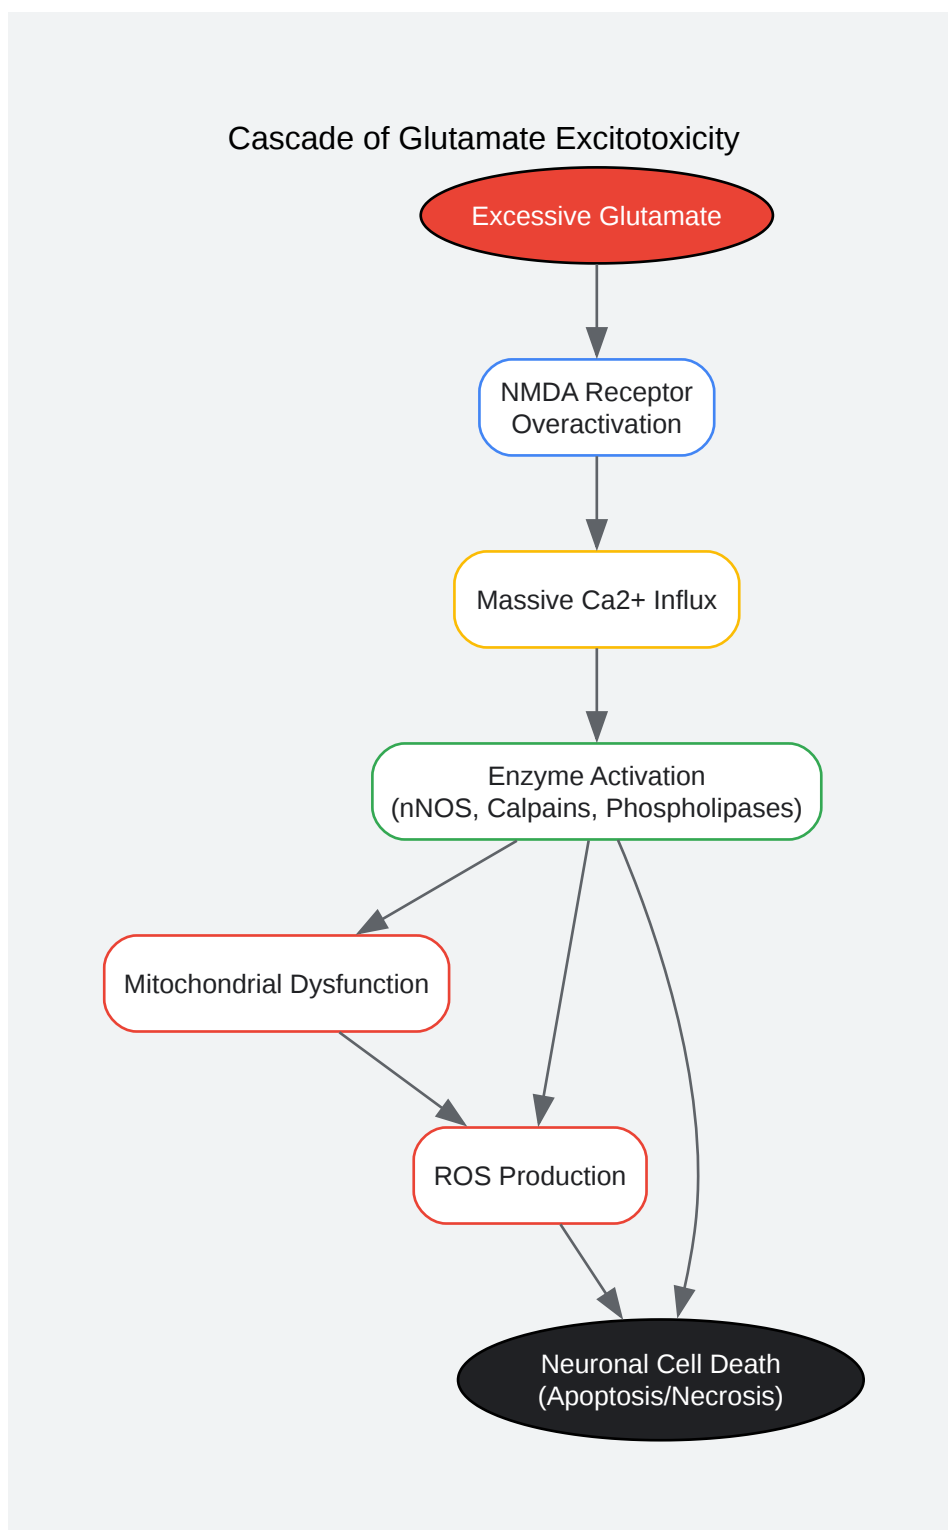 Cascade of Glutamate Excitotoxicity
Excessive Glutamate
NMDA Receptor
Overactivation
Massive Ca2+ Influx
Enzyme Activation
(nNOS, Calpains, Phospholipases)
Mitochondrial Dysfunction
ROS Production
Neuronal Cell Death
(Apoptosis/Necrosis)